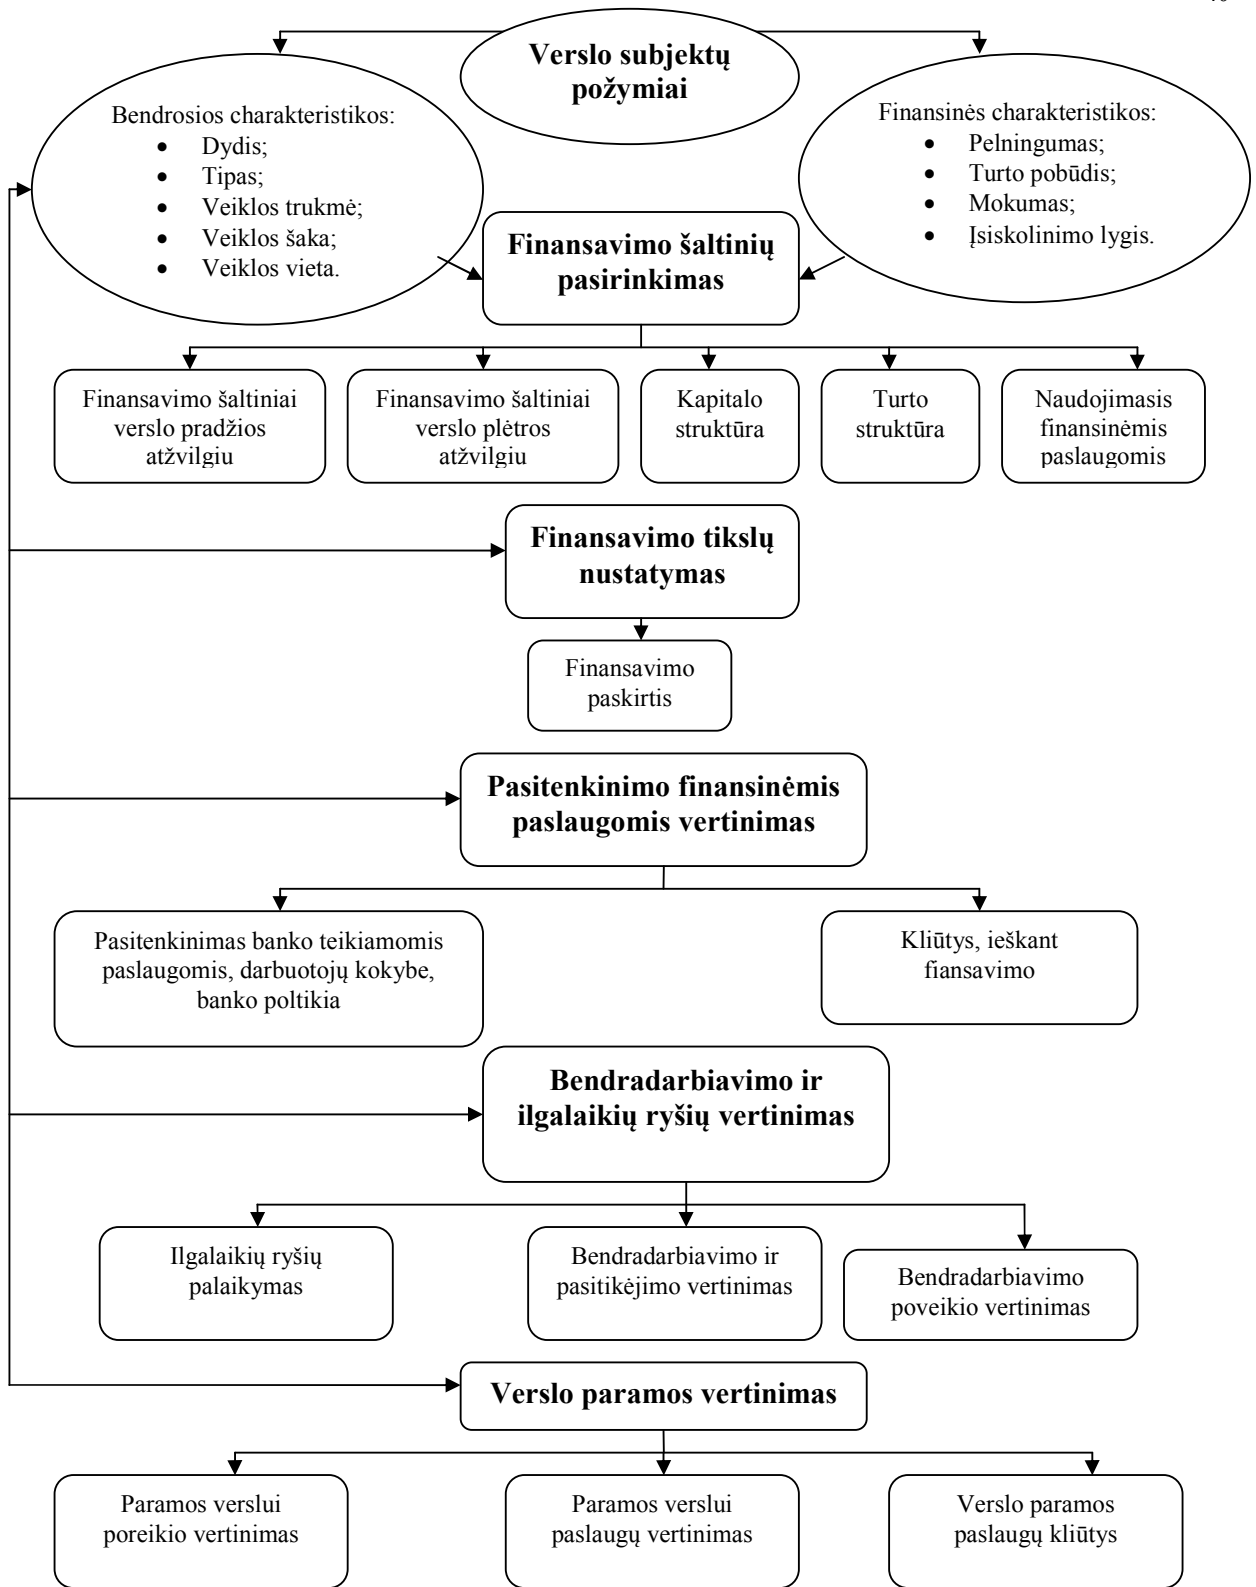 Verslo subjektų
požymiai
Bendrosios charakteristikos:
• Dydis;
• Tipas;
• Veiklos trukmė;
• Veiklos šaka;
• Veiklos vieta.
Finansinės charakteristikos:
• Pelningumas;
• Turto pobūdis;
• Mokumas;
• Įsiskolinimo lygis.
Finansavimo šaltinių
pasirinkimas
Finansavimo šaltiniai
verslo pradžios
atžvilgiu
Finansavimo šaltiniai
verslo plėtros
atžvilgiu
Kapitalo
struktūra
Turto
struktūra
Naudojimasis
finansinėmis
paslaugomis
Finansavimo tikslų
nustatymas
Finansavimo
paskirtis
Pasitenkinimo finansinėmis
paslaugomis vertinimas
Pasitenkinimas banko teikiamomis
paslaugomis, darbuotojų kokybe,
banko poltikia
Kliūtys, ieškant
fiansavimo
Bendradarbiavimo ir
ilgalaikių ryšių vertinimas
Ilgalaikių ryšių
palaikymas
Bendradarbiavimo ir
pasitikėjimo vertinimas
Bendradarbiavimo
poveikio vertinimas
Verslo paramos vertinimas
Paramos verslui
poreikio vertinimas
Paramos verslui
paslaugų vertinimas
Verslo paramos
paslaugų kliūtys